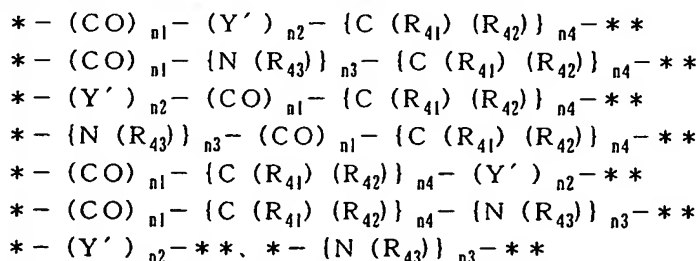 *－(CO)n1－(Y′)n2－{C(R41)(R42)}n4－**
*－(CO)n1－{N(R43)}n3－{C(R41)(R42)}n4－**
*－(Y′)n2－(CO)n1－{C(R41)(R42)}n4－**
*－{N(R43)}n3－(CO)n1－{C(R41)(R42)}n4－**
*－(CO)n1－{C(R41)(R42)}n4－(Y′)n2－**
*－(CO)n1－{C(R41)(R42)}n4－{N(R43)}n3－**
*－(Y′)n2－**、*－{N(R43)}n3－**